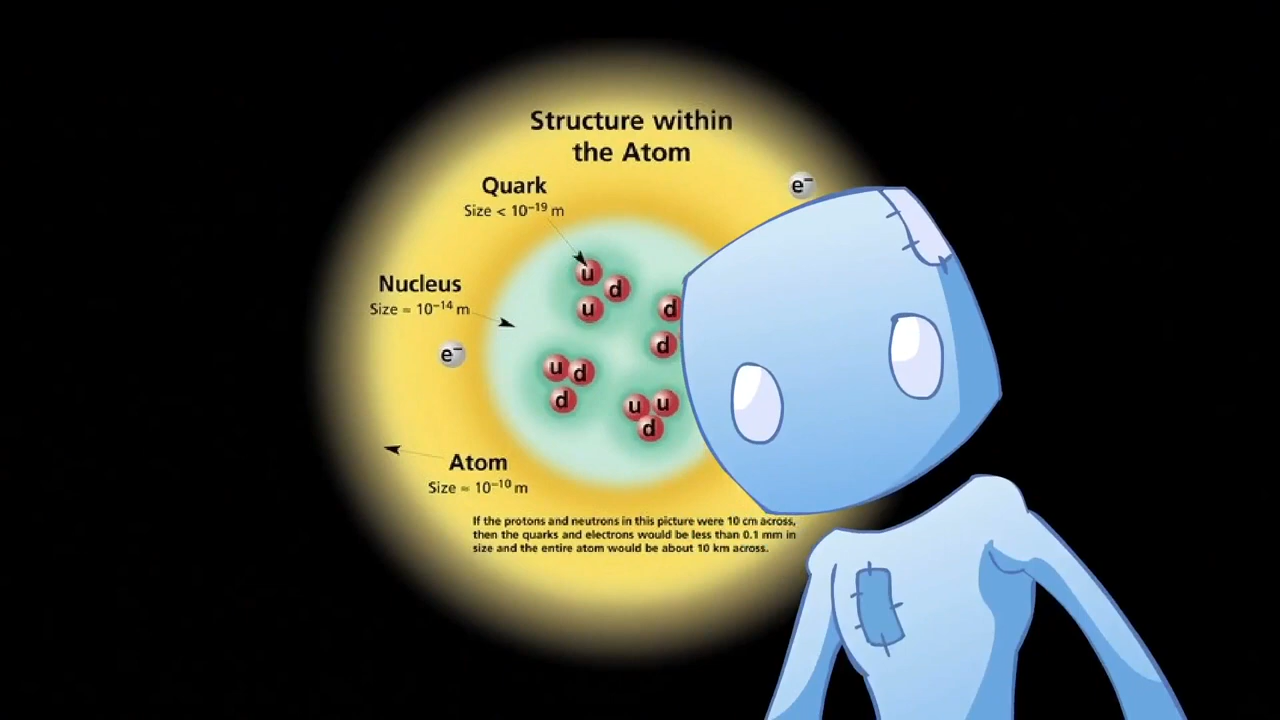 Structure within
the Atom
e⁻
Quark
Size < 10⁻¹⁹ m
u
d
u
d
Nucleus
Size ≈ 10⁻¹⁴ m
d
e⁻
u d
d
u u
d
Atom
Size ≈ 10⁻¹⁰ m
If the protons and neutrons in this picture were 10 cm across,
then the quarks and electrons would be less than 0.1 mm in
size and the entire atom would be about 10 km across.